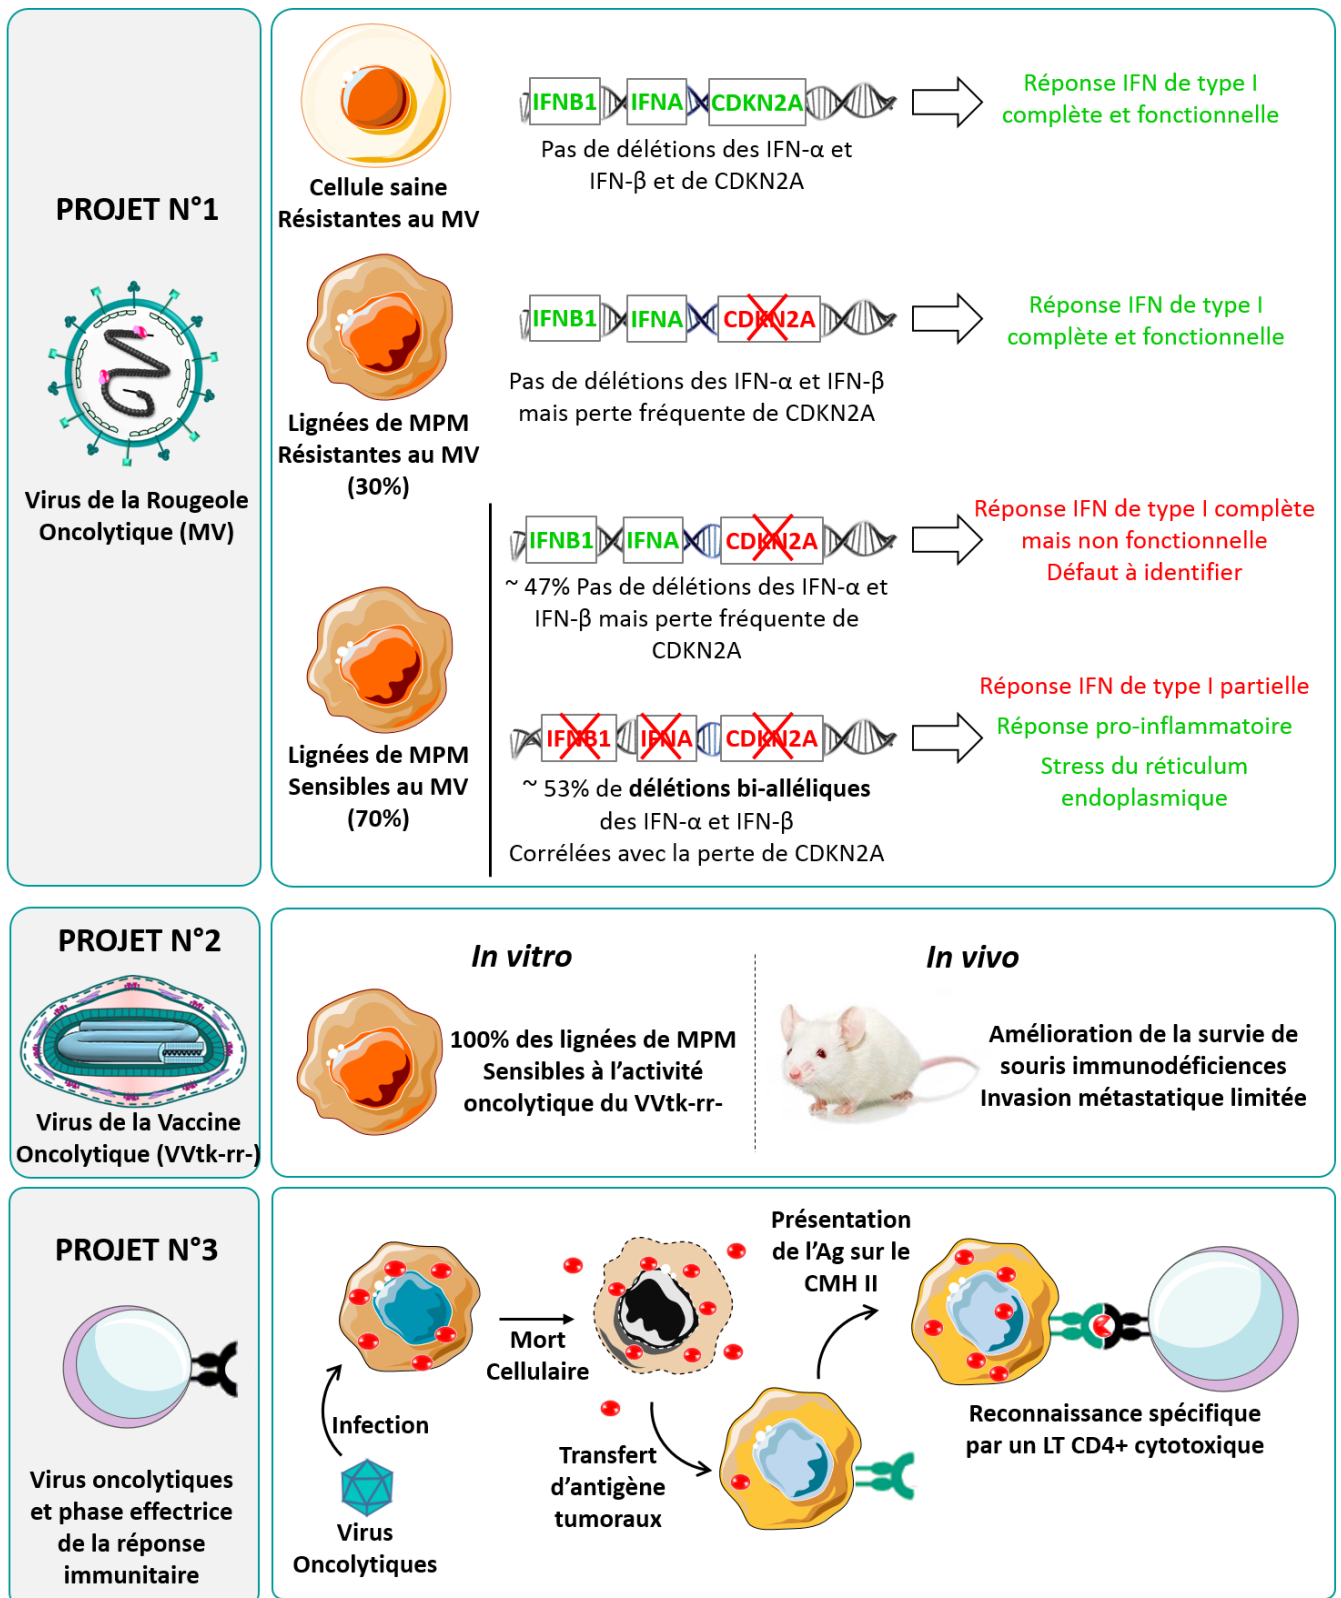 PROJET N°1
Virus de la Rougeole
Oncolytique (MV)
Cellule saine
Résistantes au MV
IFNB1 IFNA CDKN2A
Pas de délétions des IFN-α et
IFN-β et de CDKN2A
Réponse IFN de type I
complète et fonctionnelle
Lignées de MPM
Résistantes au MV
(30%)
IFNB1 IFNA CDKN2A
Pas de délétions des IFN-α et IFN-β
mais perte fréquente de CDKN2A
Réponse IFN de type I
complète et fonctionnelle
Lignées de MPM
Sensibles au MV
(70%)
IFNB1 IFNA CDKN2A
~ 47% Pas de délétions des IFN-α et
IFN-β mais perte fréquente de
CDKN2A
Réponse IFN de type I complète
mais non fonctionnelle
Défaut à identifier
IFNB1 IFNA CDKN2A
~ 53% de délétions bi-alléliques
des IFN-α et IFN-β
Corrélées avec la perte de CDKN2A
Réponse IFN de type I partielle
Réponse pro-inflammatoire
Stress du réticulum
endoplasmique
PROJET N°2
Virus de la Vaccine
Oncolytique (VVtk-rr-)
In vitro
100% des lignées de MPM
Sensibles à l’activité
oncolytique du VVtk-rr-
In vivo
Amélioration de la survie de
souris immunodéficiences
Invasion métastatique limitée
PROJET N°3
Virus oncolytiques
et phase effectrice
de la réponse
immunitaire
Infection
Virus
Oncolytiques
Mort
Cellulaire
Transfert
d’antigène
tumoraux
Présentation
de l’Ag sur le
CMH II
Reconnaissance spécifique
par un LT CD4+ cytotoxique